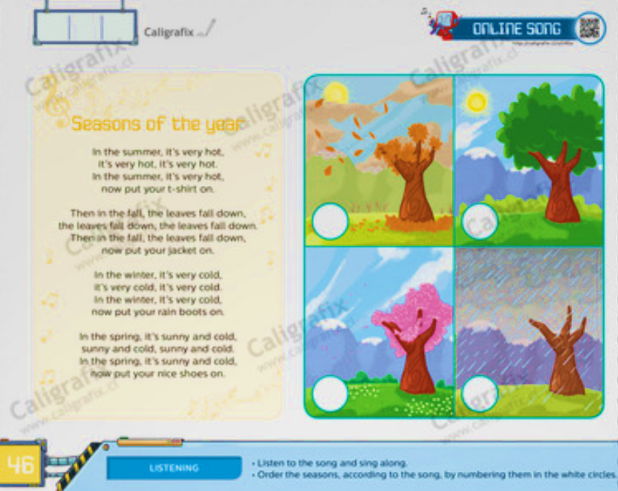 Caligrafix
ONLINE SONG
Seasons of the year
In the summer, it's very hot,
it's very hot, it's very hot.
In the summer, it's very hot,
now put your t-shirt on.
Then in the fall, the leaves fall down,
the leaves fall down, the leaves fall down.
Then in the fall, the leaves fall down,
now put your jacket on.
In the winter, it's very cold,
it's very cold, it's very cold.
In the winter, it's very cold,
now put your rain boots on.
In the spring, it's sunny and cold,
sunny and cold, sunny and cold.
In the spring, it's sunny and cold,
now put your nice shoes on.
Caligrafix
www.caligrafix.cl
46
LISTENING
• Listen to the song and sing along.
• Order the seasons, according to the song, by numbering them in the white circles.